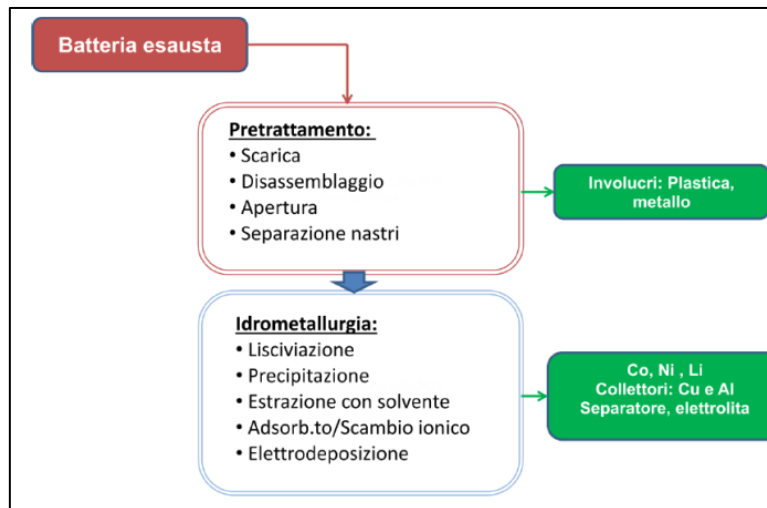 Batteria esausta
Pretrattamento:
• Scarica
• Disassemblaggio
• Apertura
• Separazione nastri
Involucri: Plastica,
metallo
Idrometallurgia:
• Lisciviazione
• Precipitazione
• Estrazione con solvente
• Adsorb.to/Scambio ionico
• Elettrodeposizione
Co, Ni , Li
Collettori: Cu e Al
Separatore, elettrolita